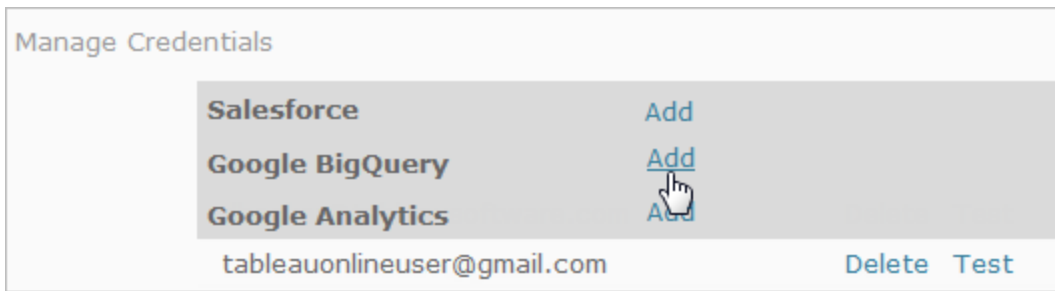 Manage Credentials
Salesforce Add
Google BigQuery Add
Google Analytics Add
tableauonlineuser@gmail.com Delete Test